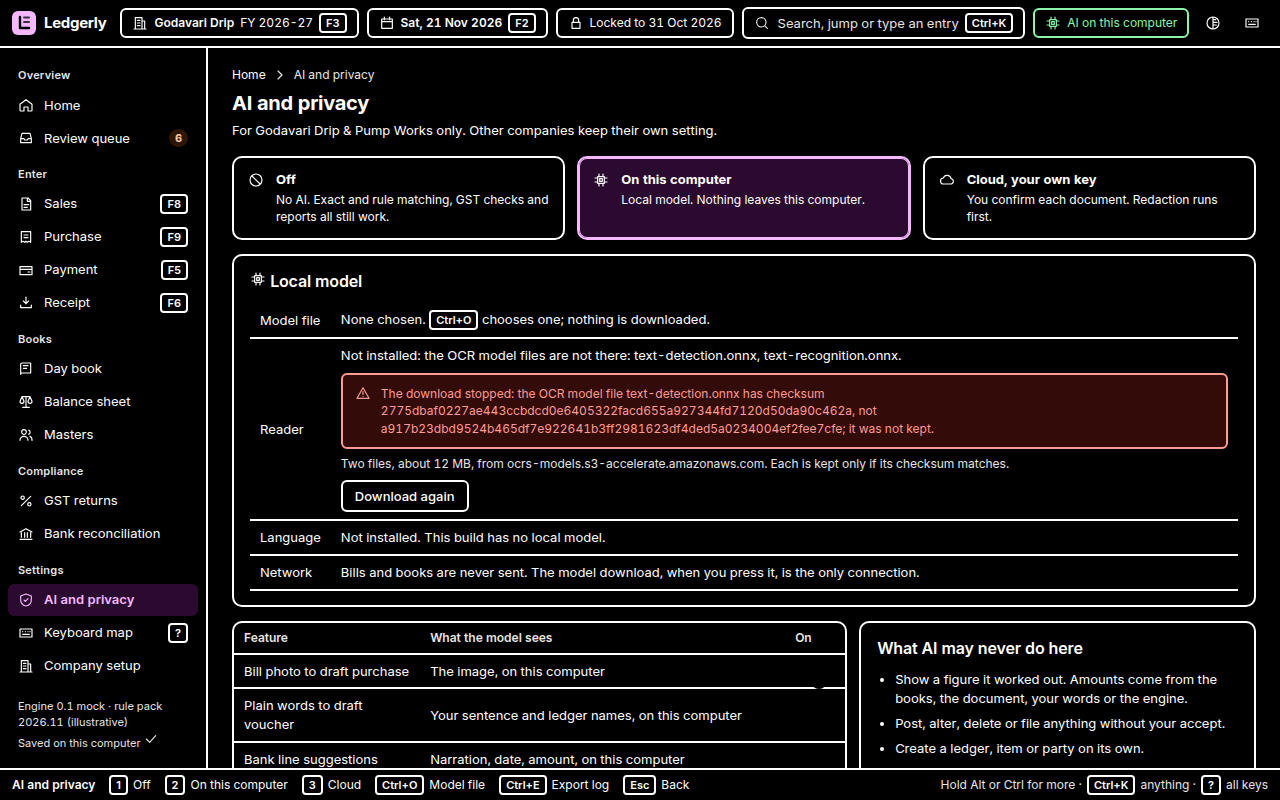 Ledgerly
Godavari Drip FY 2026-27 F3
Sat, 21 Nov 2026 F2
Locked to 31 Oct 2026
Search, jump or type an entry Ctrl+K
AI on this computer
Overview
Home
Review queue 6
Enter
Sales F8
Purchase F9
Payment F5
Receipt F6
Books
Day book
Balance sheet
Masters
Compliance
GST returns
Bank reconciliation
Settings
AI and privacy
Keyboard map ?
Company setup
Engine 0.1 mock · rule pack
2026.11 (illustrative)
Saved on this computer
Home > AI and privacy
AI and privacy
For Godavari Drip & Pump Works only. Other companies keep their own setting.
Off
No AI. Exact and rule matching, GST checks and
reports all still work.
On this computer
Local model. Nothing leaves this computer.
Cloud, your own key
You confirm each document. Redaction runs
first.
Local model
Model file None chosen. Ctrl+O chooses one; nothing is downloaded.
Reader
Not installed: the OCR model files are not there: text-detection.onnx, text-recognition.onnx.
The download stopped: the OCR model file text-detection.onnx has checksum
2775dbaf0227ae443ccbdcd0e6405322facd655a927344fd7120d50da90c462a, not
a917b23dbd9524b465df7e922641b3ff2981623df4ded5a0234004ef2fee7cfe; it was not kept.
Two files, about 12 MB, from ocrs-models.s3-accelerate.amazonaws.com. Each is kept only if its checksum matches.
Download again
Language Not installed. This build has no local model.
Network Bills and books are never sent. The model download, when you press it, is the only connection.
Feature What the model sees On
Bill photo to draft purchase The image, on this computer
Plain words to draft
voucher
Your sentence and ledger names, on this computer
Bank line suggestions Narration, date, amount, on this computer
What AI may never do here
• Show a figure it worked out. Amounts come from the
books, the document, your words or the engine.
• Post, alter, delete or file anything without your accept.
• Create a ledger, item or party on its own.
AI and privacy 1 Off 2 On this computer 3 Cloud Ctrl+O Model file Ctrl+E Export log Esc Back
Hold Alt or Ctrl for more · Ctrl+K anything · ? all keys